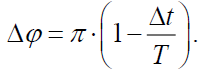 Δφ = π · (1 − Δt/T).